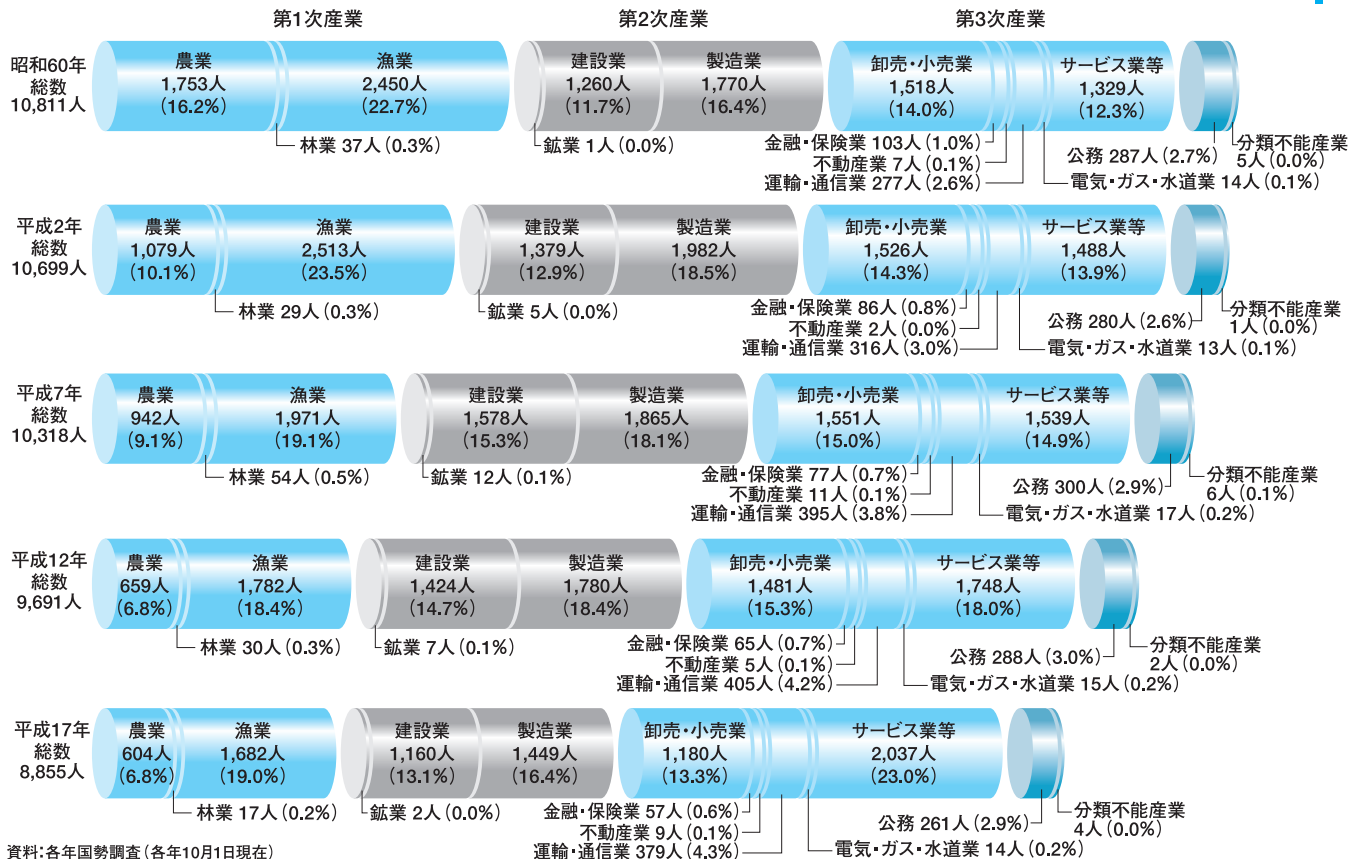 第1次産業 第2次産業 第3次産業
昭和60年
総数
10,811人
農業
1,753人
(16.2%)
漁業
2,450人
(22.7%)
建設業
1,260人
(11.7%)
製造業
1,770人
(16.4%)
卸売・小売業
1,518人
(14.0%)
サービス業等
1,329人
(12.3%)
林業 37人(0.3%)
鉱業 1人(0.0%)
金融・保険業 103人(1.0%)
不動産業 7人(0.1%)
運輸・通信業 277人(2.6%)
公務 287人(2.7%)
電気・ガス・水道業 14人(0.1%)
分類不能産業
5人(0.0%)
平成2年
総数
10,699人
農業
1,079人
(10.1%)
漁業
2,513人
(23.5%)
建設業
1,379人
(12.9%)
製造業
1,982人
(18.5%)
卸売・小売業
1,526人
(14.3%)
サービス業等
1,488人
(13.9%)
林業 29人(0.3%)
鉱業 5人(0.0%)
金融・保険業 86人(0.8%)
不動産業 2人(0.0%)
運輸・通信業 316人(3.0%)
公務 280人(2.6%)
電気・ガス・水道業 13人(0.1%)
分類不能産業
1人(0.0%)
平成7年
総数
10,318人
農業
942人
(9.1%)
漁業
1,971人
(19.1%)
建設業
1,578人
(15.3%)
製造業
1,865人
(18.1%)
卸売・小売業
1,551人
(15.0%)
サービス業等
1,539人
(14.9%)
林業 54人(0.5%)
鉱業 12人(0.1%)
金融・保険業 77人(0.7%)
不動産業 11人(0.1%)
運輸・通信業 395人(3.8%)
公務 300人(2.9%)
電気・ガス・水道業 17人(0.2%)
分類不能産業
6人(0.1%)
平成12年
総数
9,691人
農業
659人
(6.8%)
漁業
1,782人
(18.4%)
建設業
1,424人
(14.7%)
製造業
1,780人
(18.4%)
卸売・小売業
1,481人
(15.3%)
サービス業等
1,748人
(18.0%)
林業 30人(0.3%)
鉱業 7人(0.1%)
金融・保険業 65人(0.7%)
不動産業 5人(0.1%)
運輸・通信業 405人(4.2%)
公務 288人(3.0%)
電気・ガス・水道業 15人(0.2%)
分類不能産業
2人(0.0%)
平成17年
総数
8,855人
農業
604人
(6.8%)
漁業
1,682人
(19.0%)
建設業
1,160人
(13.1%)
製造業
1,449人
(16.4%)
卸売・小売業
1,180人
(13.3%)
サービス業等
2,037人
(23.0%)
林業 17人(0.2%)
鉱業 2人(0.0%)
金融・保険業 57人(0.6%)
不動産業 9人(0.1%)
運輸・通信業 379人(4.3%)
公務 261人(2.9%)
電気・ガス・水道業 14人(0.2%)
分類不能産業
4人(0.0%)
資料:各年国勢調査(各年10月1日現在)